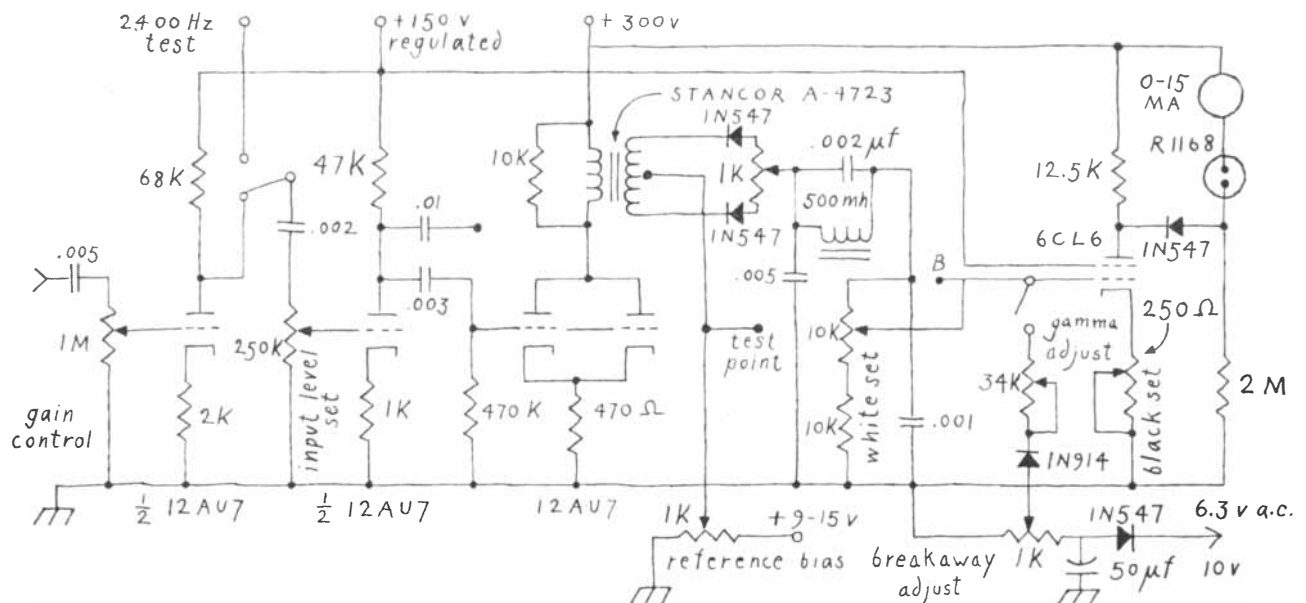 2400 Hz
test
+150 v
regulated
+ 300v
STANCOR A-4723
1N547
0-15
MA
R1168
.002 μf
68K
47K
10K
1K
12.5K
500mh
.01
.002
1N547
6CL6
1N547
.005
.003
.005
B
250 Ω
1M
250K
10K
test
point
gamma
adjust
34K
2K
input level
set
1K
470 K
470 Ω
10K
white set
.001
black set
2 M
gain
control
1N914
½ 12AU7
½ 12AU7
12AU7
1K
+9-15v
reference bias
breakaway
adjust
1K
1N547
50μf
6.3 v a.c.
10v